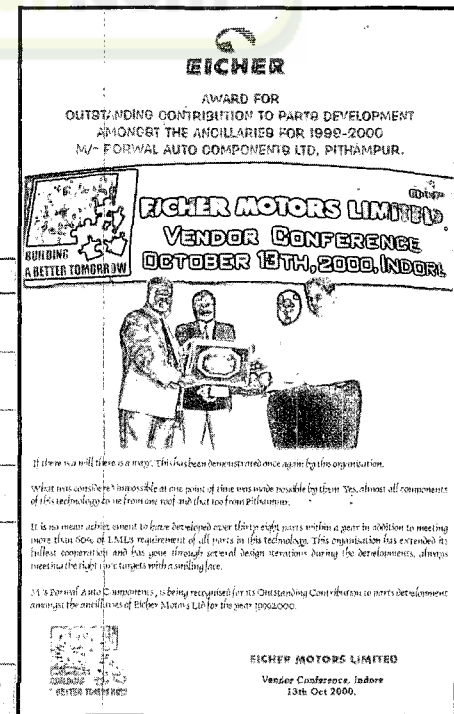 EICHER
AWARD FOR
OUTSTANDING CONTRIBUTION TO PARTS DEVELOPMENT
AMONGST THE ANCILLARIES FOR 1999-2000
M/- PORWAL AUTO COMPONENTS LTD, PITHAMPUR.
BUILDING
A BETTER TOMORROW
EICHER MOTORS LIMITED
VENDOR CONFERENCE
OCTOBER 13TH, 2000, INDORE
If there is a will there is a way'. This has been demonstrated once again by this organisation.
What was considered impossible at one point of time was made possible by them Yes, almost all components
of this technology to us from one roof and that too from Pithampur.
It is no mean achievement to have developed over thirty eight parts within a year in addition to meeting
more than 60% of EML's requirement of all parts in this technology. This organisation has extended its
fullest cooperation and has gone through several design iterations during the developments, always
meeting the tight targets with a smiling face.
M/s Porwal Auto Components, is being recognised for its Outstanding Contribution to parts development
amongst the ancillaries of Eicher Motors Ltd for the year 19992000.
BUILDING
A BETTER TOMORROW
EICHER MOTORS LIMITED
Vendor Conference, Indore
13th Oct 2000.